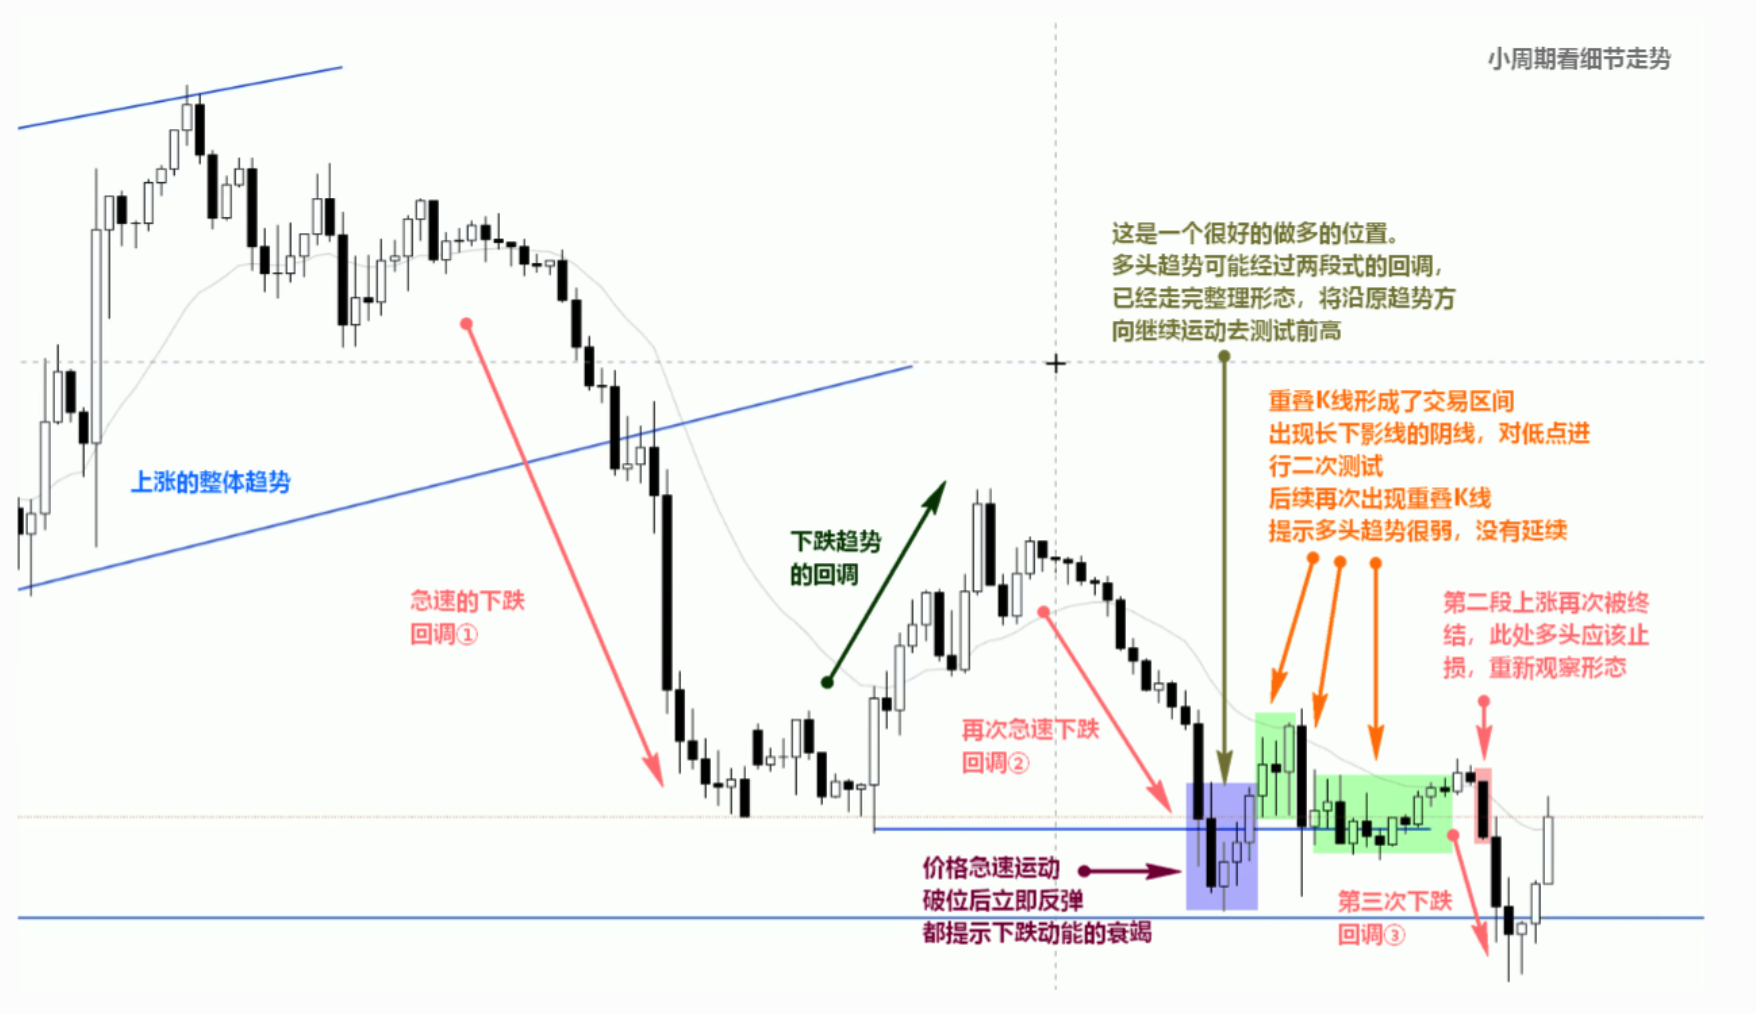 小周期看细节走势
这是一个很好的做多的位置。
多头趋势可能经过两段式的回调，
已经走完整理形态，将沿原趋势方
向继续运动去测试前高
重叠K线形成了交易区间
出现长下影线的阴线，对低点进
行二次测试
后续再次出现重叠K线
提示多头趋势很弱，没有延续
上涨的整体趋势
下跌趋势
的回调
急速的下跌
回调①
第二段上涨再次被终
结，此处多头应该止
损，重新观察形态
再次急速下跌
回调②
价格急速运动
破位后立即反弹
都提示下跌动能的衰竭
第三次下跌
回调③